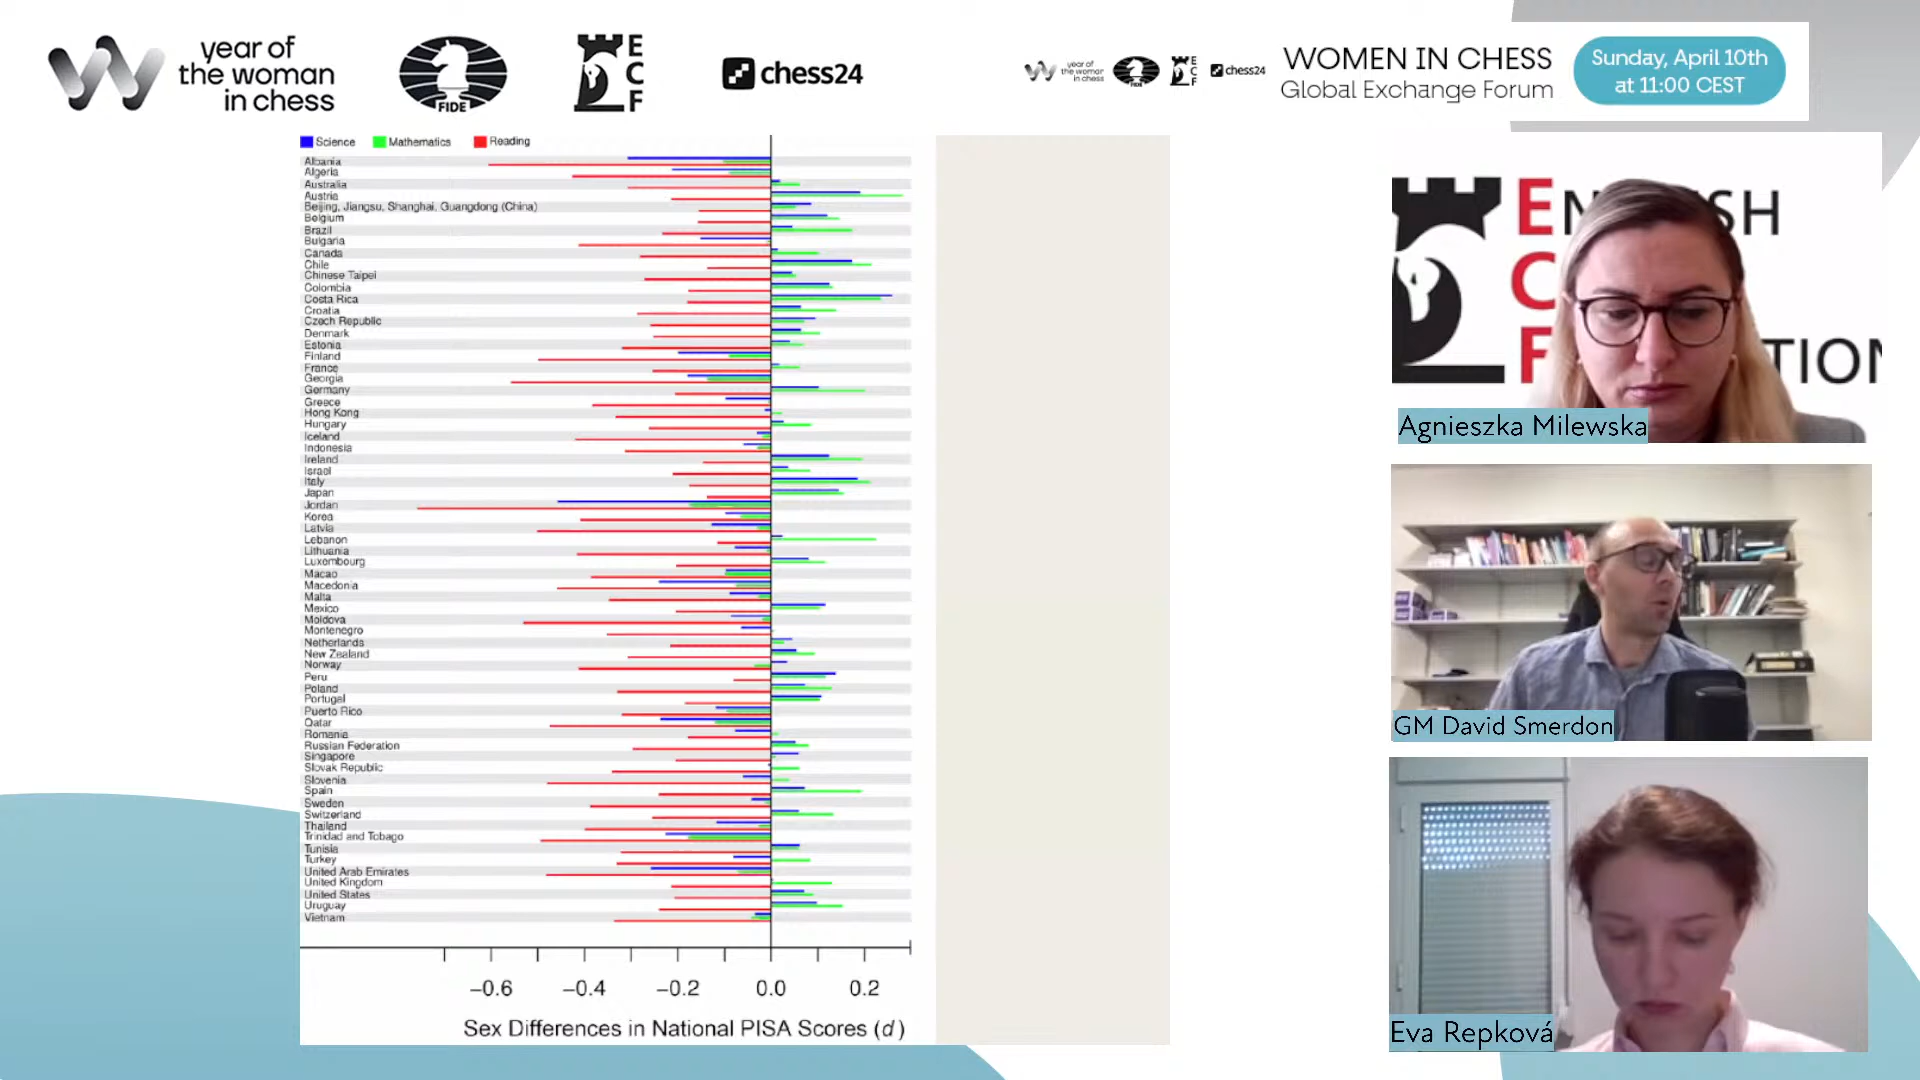 year of
the woman
in chess
FIDE
E
C
F
chess24
year of
the woman
in chess
E
C
F
chess24
WOMEN IN CHESS
Global Exchange Forum
Sunday, April 10th
at 11:00 CEST
Science Mathematics Reading
Albania
Algeria
Australia
Austria
Beijing, Jiangsu, Shanghai, Guangdong (China)
Belgium
Brazil
Bulgaria
Canada
Chile
Chinese Taipei
Colombia
Costa Rica
Croatia
Czech Republic
Denmark
Estonia
Finland
France
Georgia
Germany
Greece
Hong Kong
Hungary
Iceland
Indonesia
Ireland
Israel
Italy
Japan
Jordan
Korea
Latvia
Lebanon
Lithuania
Luxembourg
Macao
Macedonia
Malta
Mexico
Moldova
Montenegro
Netherlands
New Zealand
Norway
Peru
Poland
Portugal
Puerto Rico
Qatar
Romania
Russian Federation
Singapore
Slovak Republic
Slovenia
Spain
Sweden
Switzerland
Thailand
Trinidad and Tobago
Tunisia
Turkey
United Arab Emirates
United Kingdom
United States
Uruguay
Vietnam
−0.6 −0.4 −0.2 0.0 0.2
Sex Differences in National PISA Scores (d)
E
C
F
TION
Agnieszka Milewska
GM David Smerdon
Eva Repková